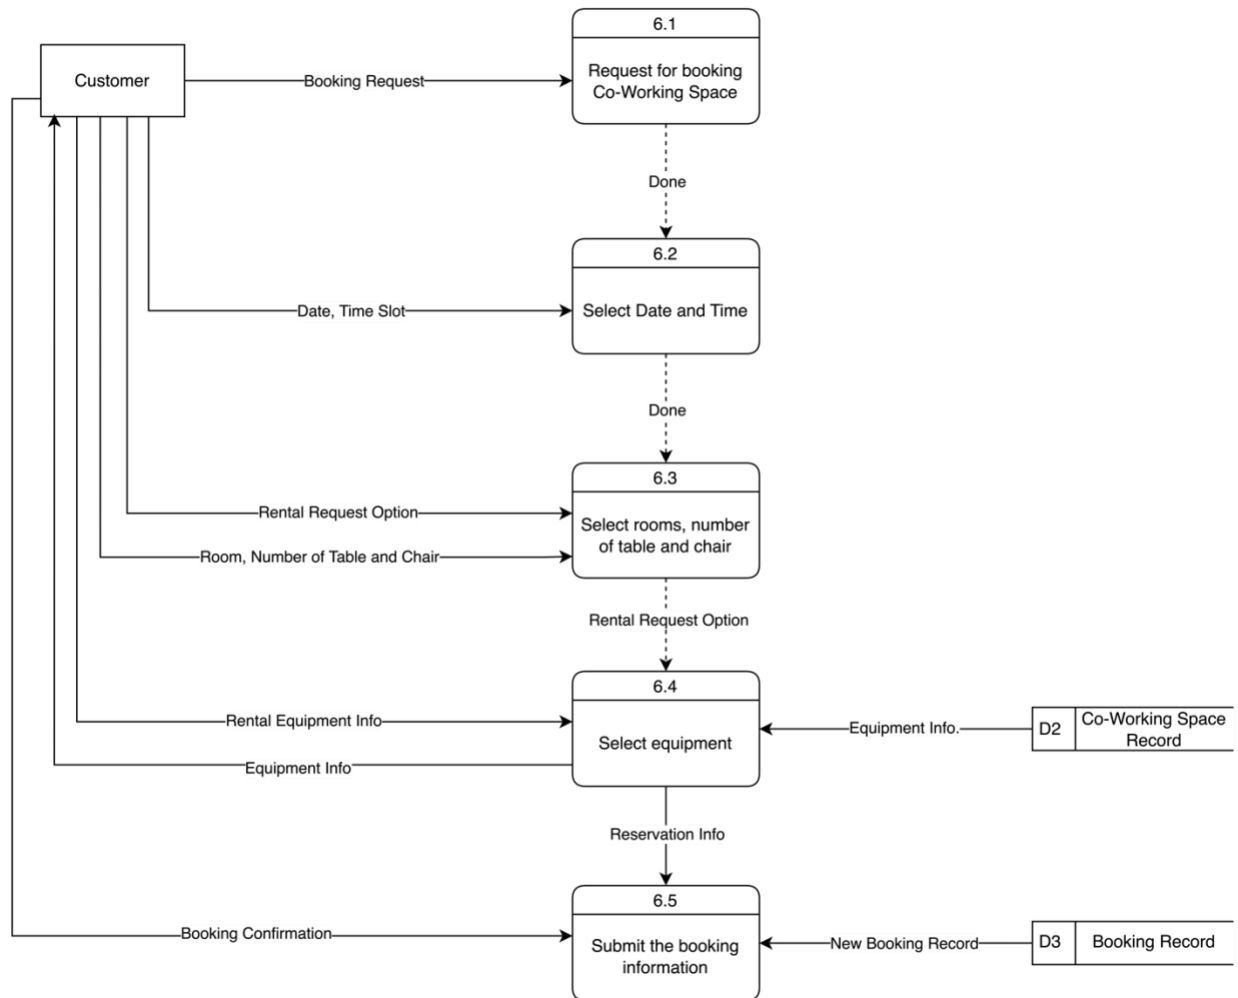 6.1
Customer
Booking Request
Request for booking
Co-Working Space
Done
6.2
Date, Time Slot
Select Date and Time
Done
6.3
Rental Request Option
Select rooms, number
of table and chair
Room, Number of Table and Chair
Rental Request Option
6.4
Rental Equipment Info
Select equipment
Equipment Info.
D2
Co-Working Space
Record
Equipment Info
Reservation Info
6.5
Booking Confirmation
Submit the booking
information
New Booking Record
D3
Booking Record